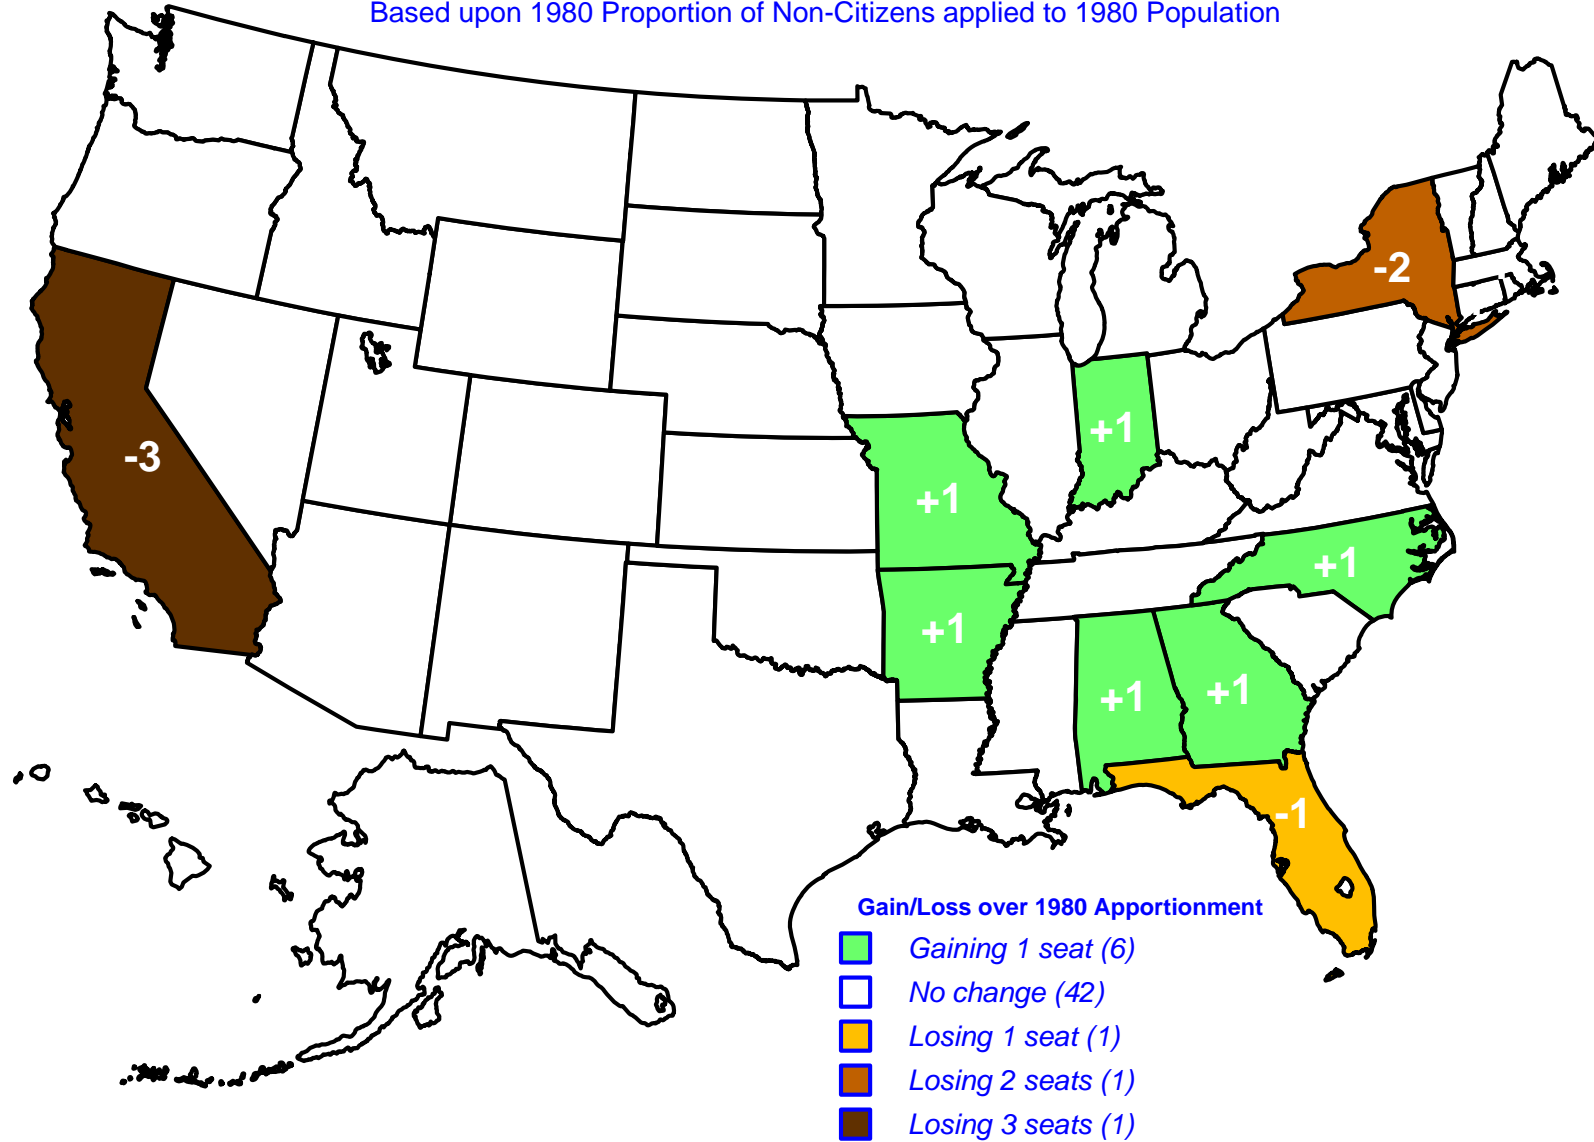 Based upon 1980 Proportion of Non-Citizens applied to 1980 Population
-2
+1
-3
+1
+1
+1
+1
+1
-1
Gain/Loss over 1980 Apportionment
Gaining 1 seat (6)
No change (42)
Losing 1 seat (1)
Losing 2 seats (1)
Losing 3 seats (1)